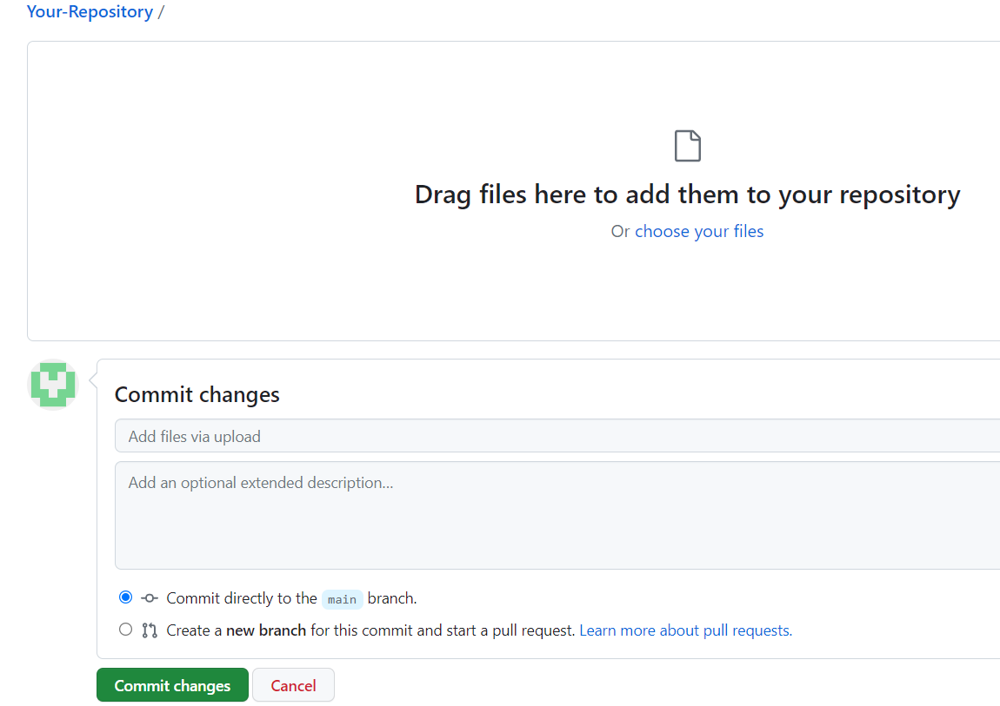 Your-Repository /
Drag files here to add them to your repository
Or choose your files
Commit changes
Add files via upload
Add an optional extended description...
Commit directly to the main branch.
Create a new branch for this commit and start a pull request. Learn more about pull requests.
Commit changes Cancel